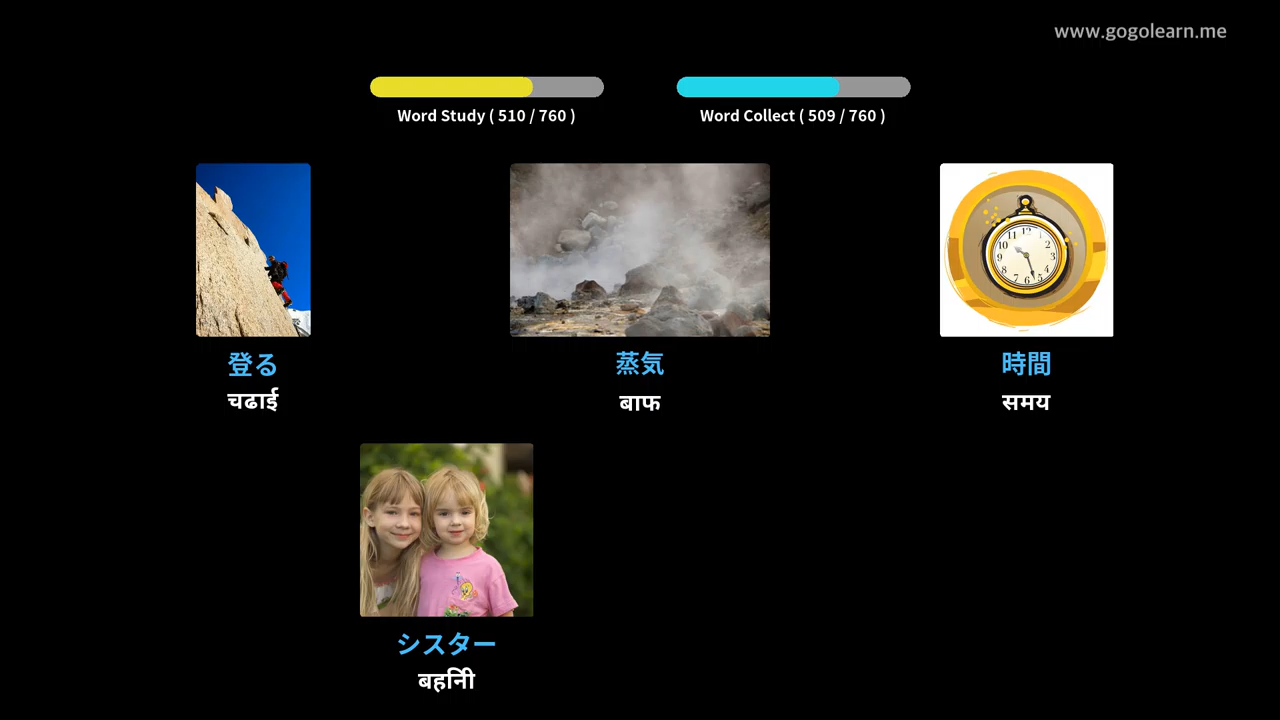 www.gogolearn.me
Word Study ( 510 / 760 )
Word Collect ( 509 / 760 )
登る
蒸気
時間
चढाई
बाफ
समय
シスター
बहिनी